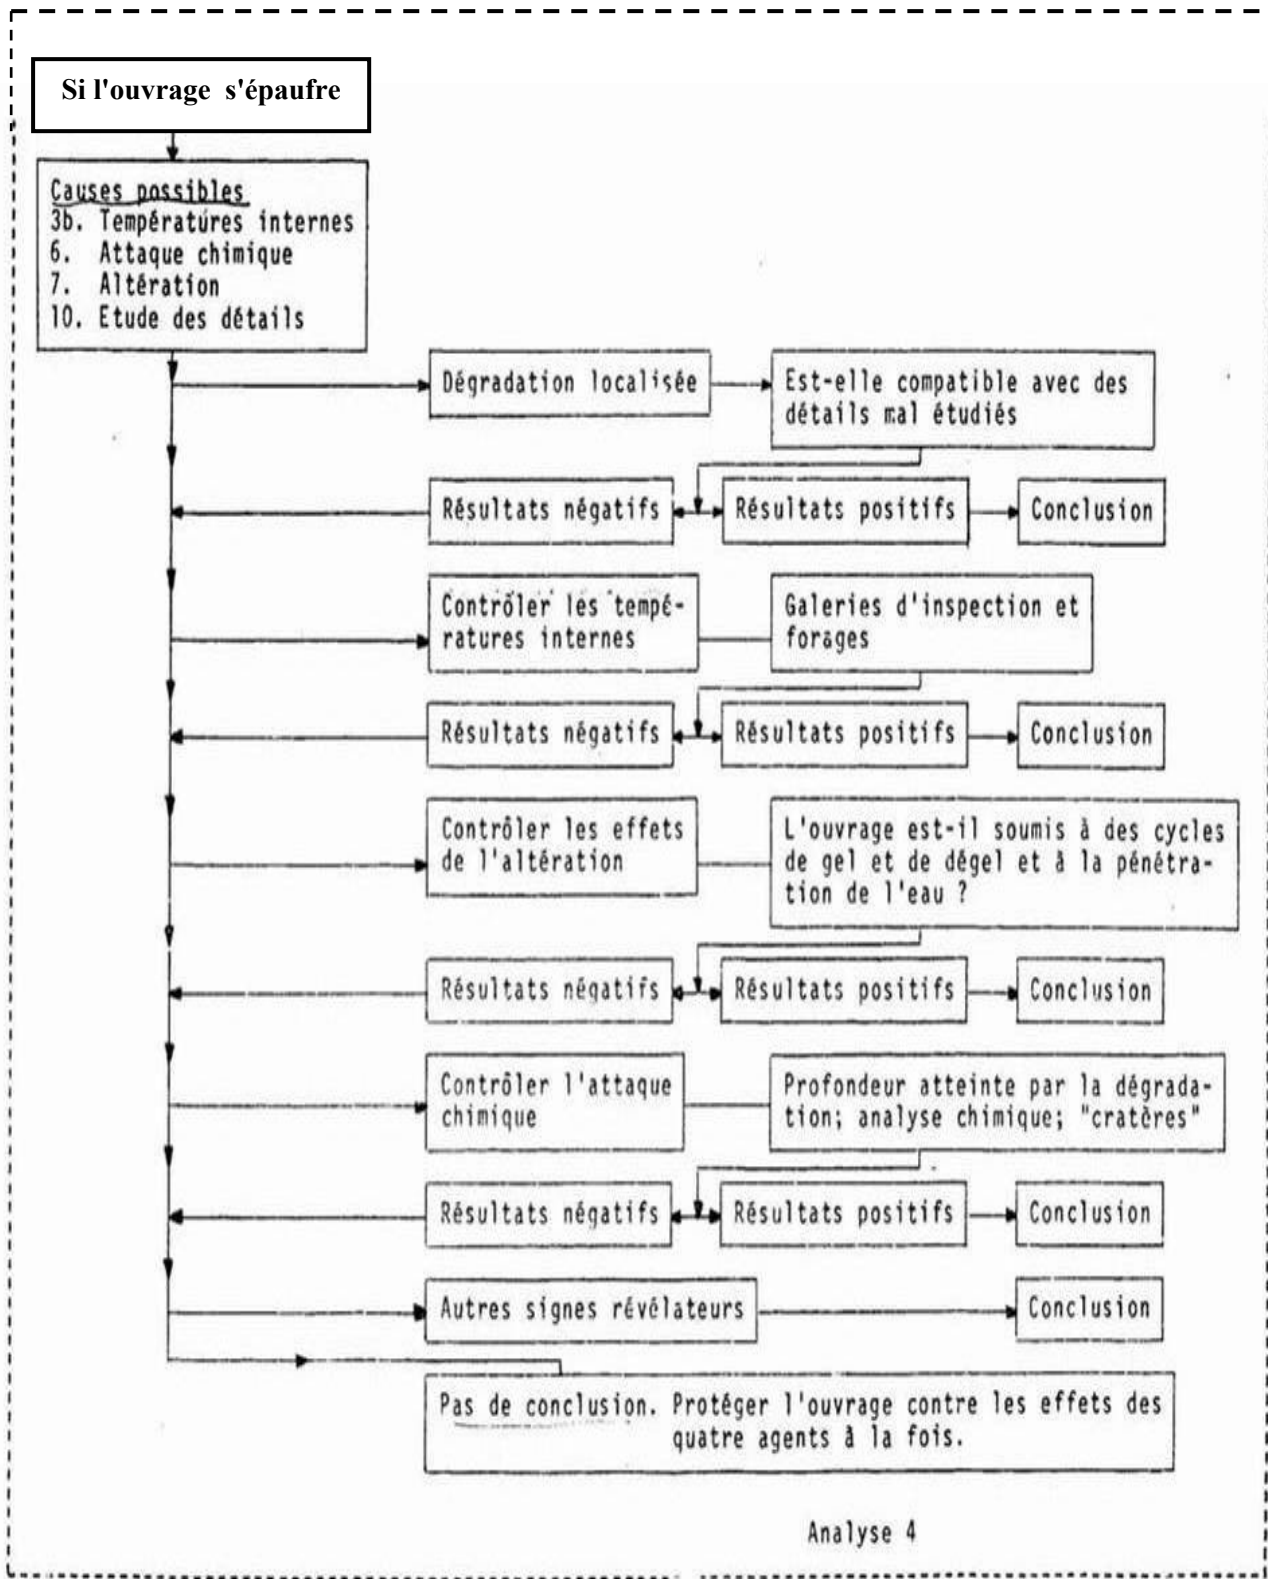 Si l'ouvrage s'épaufre
Causes possibles
3b. Températures internes
6. Attaque chimique
7. Altération
10. Etude des détails
Dégradation localisée
Est-elle compatible avec des
détails mal étudiés
Résultats négatifs
Résultats positifs
Conclusion
Contrôler les tempé-
ratures internes
Galeries d'inspection et
forages
Résultats négatifs
Résultats positifs
Conclusion
Contrôler les effets
de l'altération
L'ouvrage est-il soumis à des cycles
de gel et de dégel et à la pénétra-
tion de l'eau ?
Résultats négatifs
Résultats positifs
Conclusion
Contrôler l'attaque
chimique
Profondeur atteinte par la dégrada-
tion; analyse chimique; "cratères"
Résultats négatifs
Résultats positifs
Conclusion
Autres signes révélateurs
Conclusion
Pas de conclusion. Protéger l'ouvrage contre les effets des
quatre agents à la fois.
Analyse 4